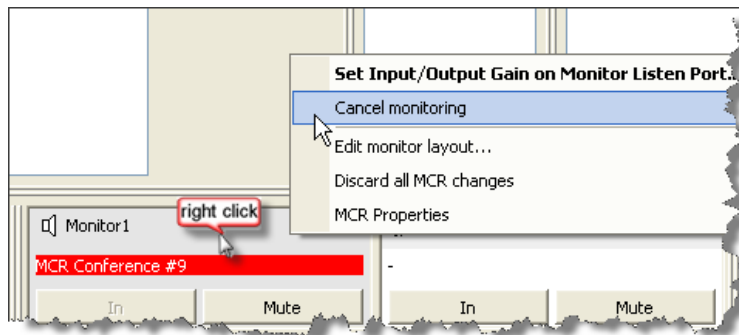 Set Input/Output Gain on Monitor Listen Port..
Cancel monitoring
Edit monitor layout...
Discard all MCR changes
MCR Properties
right click
Monitor1
MCR Conference #9
-
In Mute In Mute